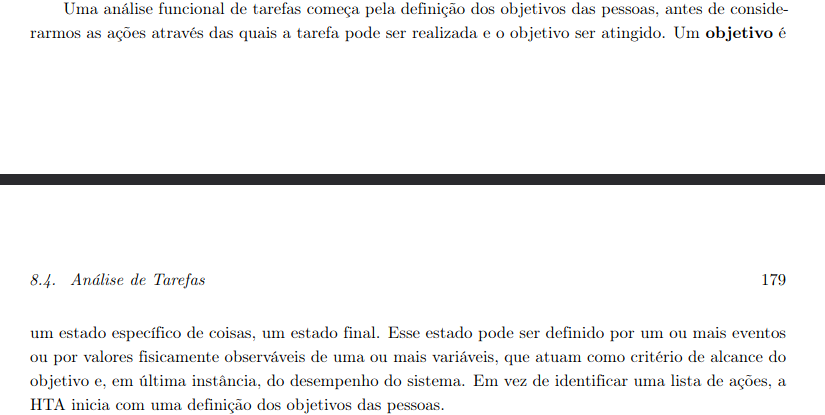 Uma análise funcional de tarefas começa pela definição dos objetivos das pessoas, antes de conside-
rarmos as ações através das quais a tarefa pode ser realizada e o objetivo ser atingido. Um objetivo é
8.4. Análise de Tarefas 179
um estado específico de coisas, um estado final. Esse estado pode ser definido por um ou mais eventos
ou por valores fisicamente observáveis de uma ou mais variáveis, que atuam como critério de alcance do
objetivo e, em última instância, do desempenho do sistema. Em vez de identificar uma lista de ações, a
HTA inicia com uma definição dos objetivos das pessoas.